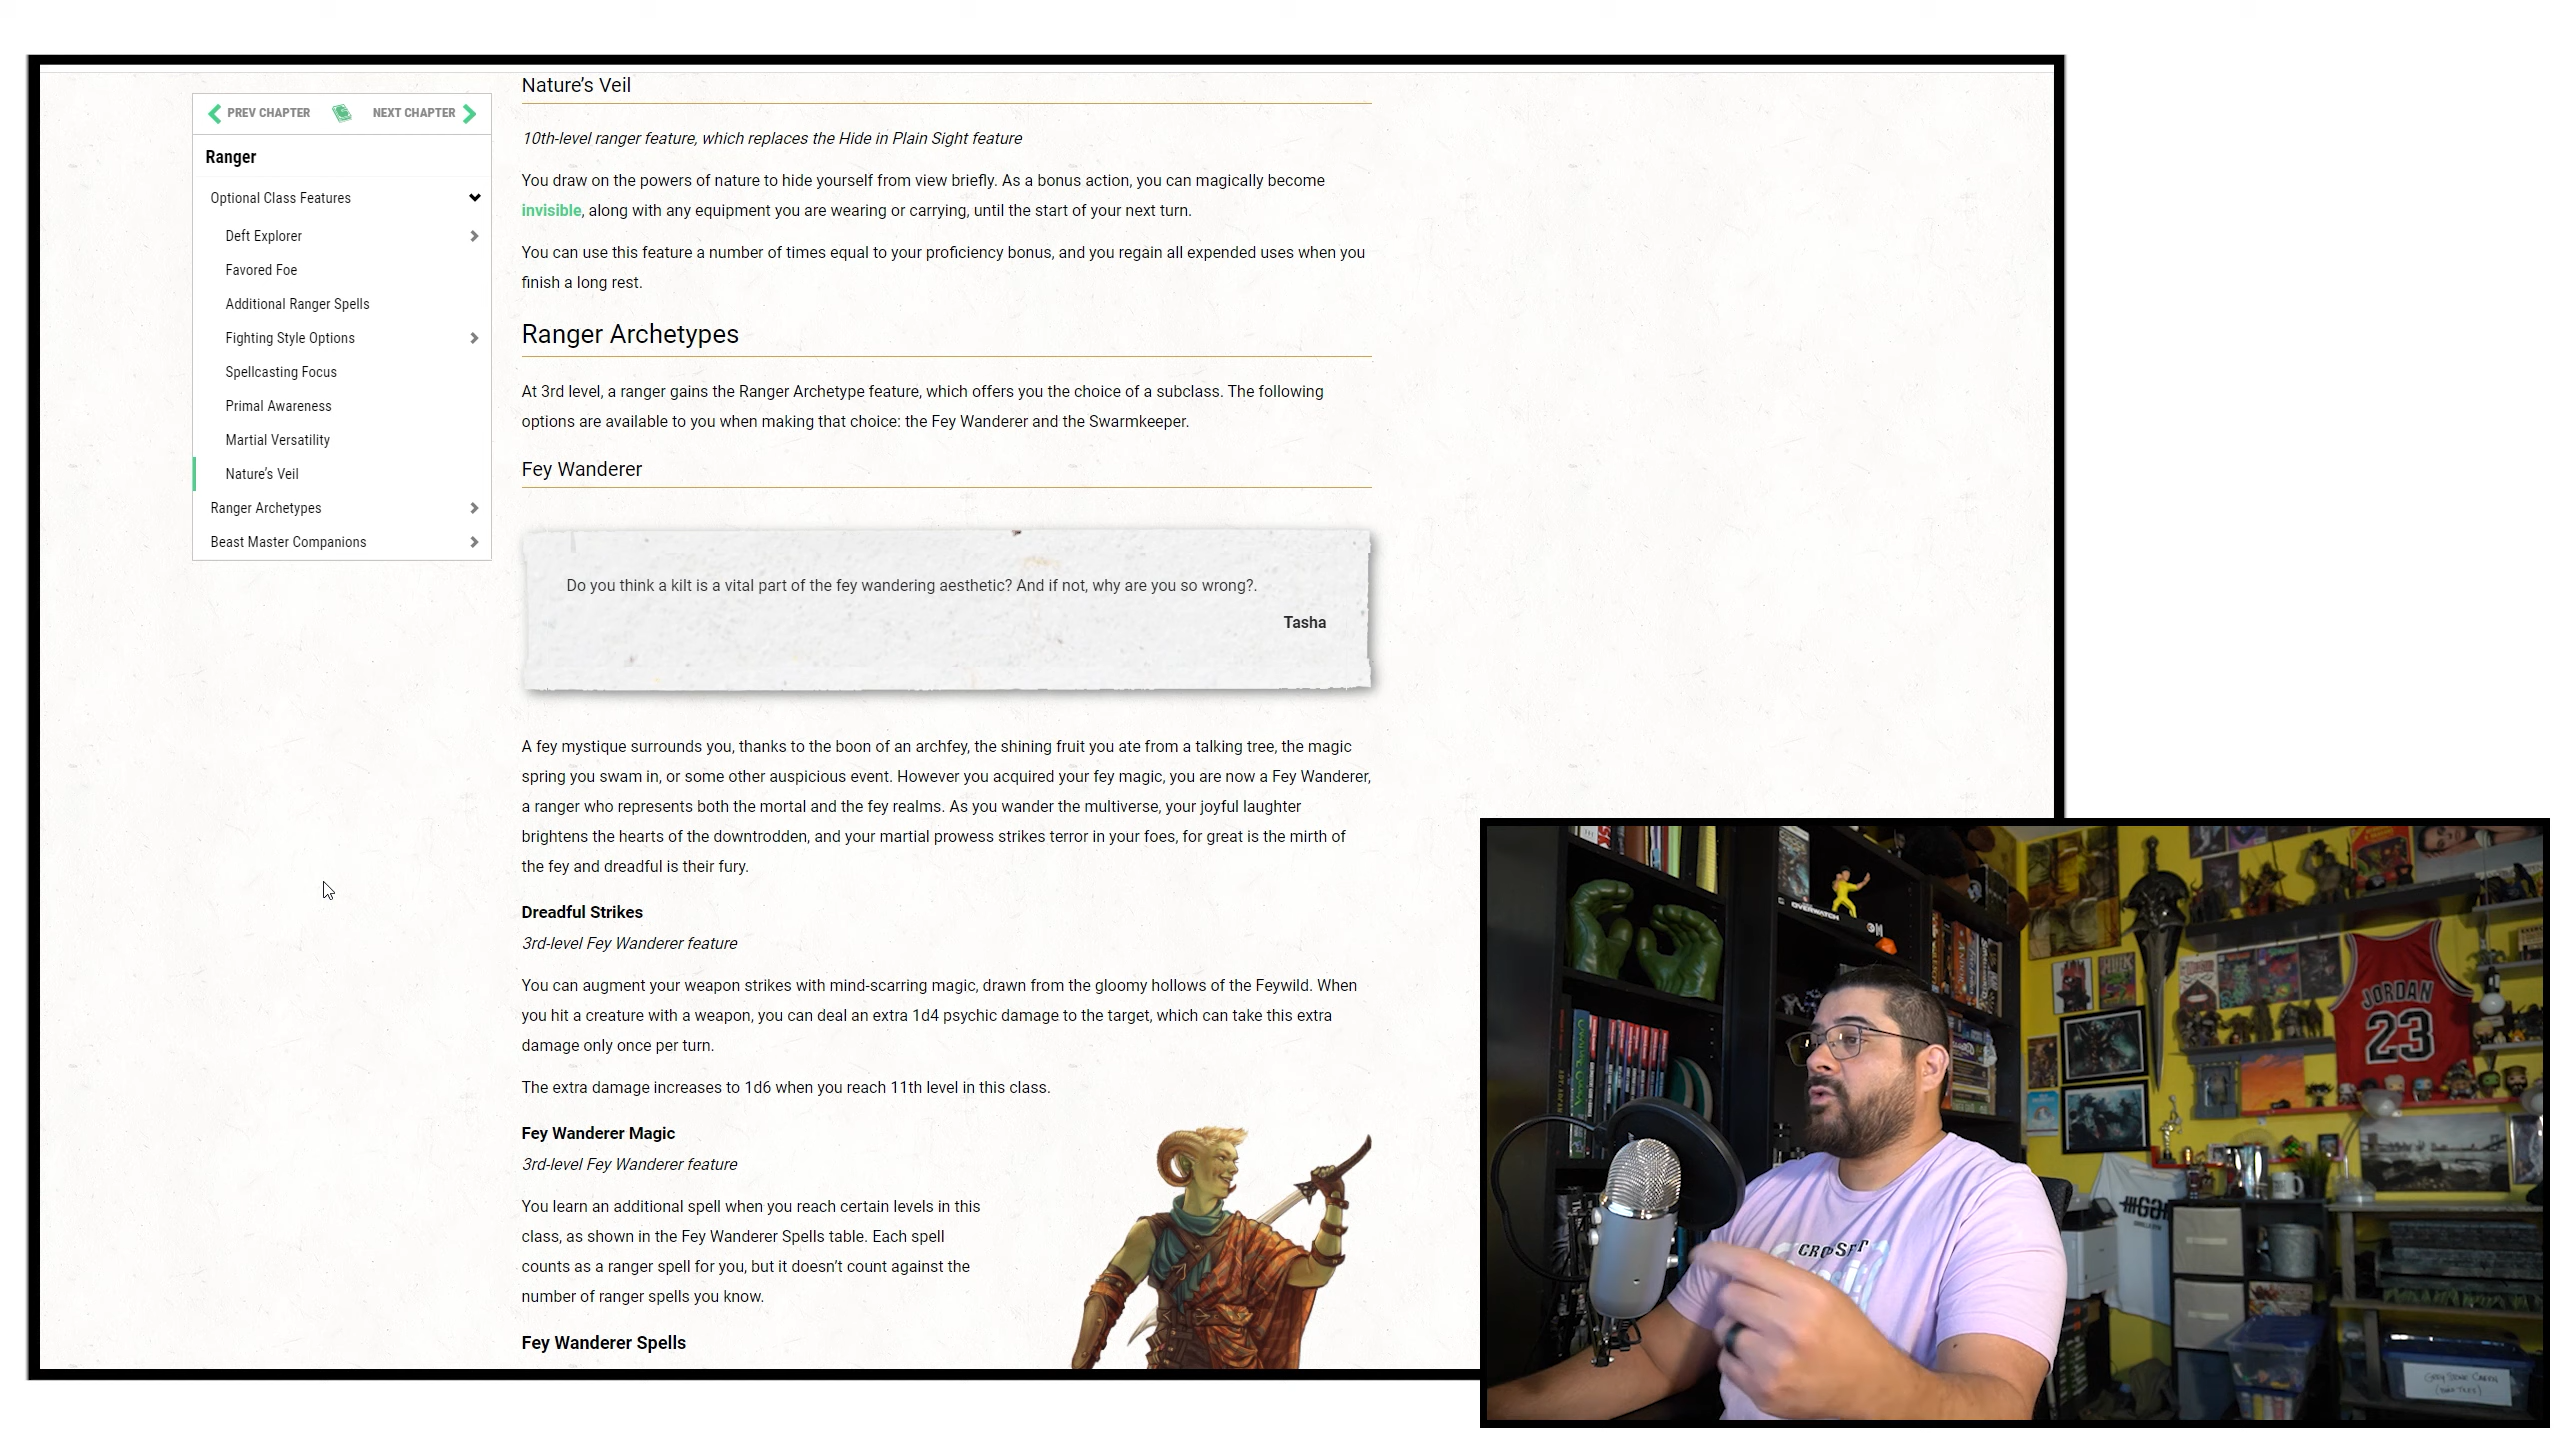 PREV CHAPTER
NEXT CHAPTER
Ranger
Optional Class Features
Deft Explorer
Favored Foe
Additional Ranger Spells
Fighting Style Options
Spellcasting Focus
Primal Awareness
Martial Versatility
Nature's Veil
Ranger Archetypes
Beast Master Companions
Nature's Veil
10th-level ranger feature, which replaces the Hide in Plain Sight feature
You draw on the powers of nature to hide yourself from view briefly. As a bonus action, you can magically become
invisible, along with any equipment you are wearing or carrying, until the start of your next turn.
You can use this feature a number of times equal to your proficiency bonus, and you regain all expended uses when you
finish a long rest.
Ranger Archetypes
At 3rd level, a ranger gains the Ranger Archetype feature, which offers you the choice of a subclass. The following
options are available to you when making that choice: the Fey Wanderer and the Swarmkeeper.
Fey Wanderer
Do you think a kilt is a vital part of the fey wandering aesthetic? And if not, why are you so wrong?.
Tasha
A fey mystique surrounds you, thanks to the boon of an archfey, the shining fruit you ate from a talking tree, the magic
spring you swam in, or some other auspicious event. However you acquired your fey magic, you are now a Fey Wanderer,
a ranger who represents both the mortal and the fey realms. As you wander the multiverse, your joyful laughter
brightens the hearts of the downtrodden, and your martial prowess strikes terror in your foes, for great is the mirth of
the fey and dreadful is their fury.
Dreadful Strikes
3rd-level Fey Wanderer feature
You can augment your weapon strikes with mind-scarring magic, drawn from the gloomy hollows of the Feywild. When
you hit a creature with a weapon, you can deal an extra 1d4 psychic damage to the target, which can take this extra
damage only once per turn.
The extra damage increases to 1d6 when you reach 11th level in this class.
Fey Wanderer Magic
3rd-level Fey Wanderer feature
You learn an additional spell when you reach certain levels in this
class, as shown in the Fey Wanderer Spells table. Each spell
counts as a ranger spell for you, but it doesn't count against the
number of ranger spells you know.
Fey Wanderer Spells
OVERWATCH
JORDAN
23